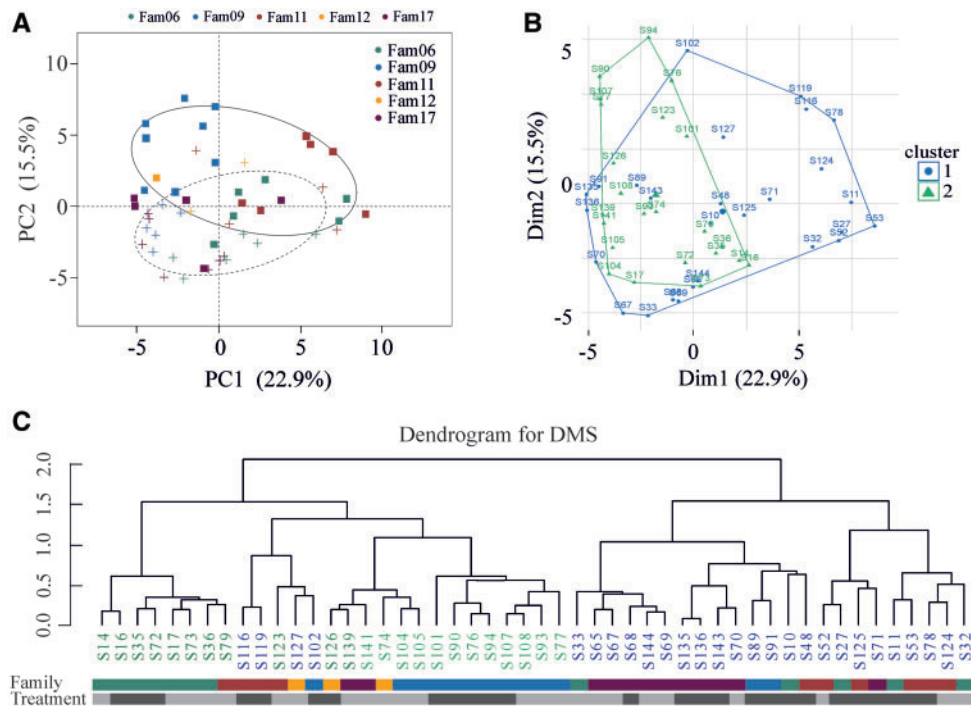 A
Fam06 Fam09 Fam11 Fam12 Fam17
Fam06
Fam09
Fam11
Fam12
Fam17
10
5
0
-5
PC2 (15.5%)
-5 0 5 10
PC1 (22.9%)
B
5
0
-5
Dim2 (15.5%)
-5 0 5
Dim1 (22.9%)
cluster
1
2
S94
S102
S90
S76
S107
S119
S116
S78
S123
S101
S127
S126
S124
S91
S89
S135
S108
S143
S48
S71
S11
S136
S139
S74
S10
S125
S141
S53
S27
S52
S36
S32
S105
S70
S72
S104
S17
S144
S67
S33
C
Dendrogram for DMS
2.0
1.5
1.0
0.5
0.0
S14 S16 S35 S72 S17 S73 S36 S79 S116 S119 S123 S127 S102 S126 S139 S141 S74 S104 S105 S101 S90 S76 S94 S107 S108 S93 S77 S33 S65 S67 S68 S144 S69 S135 S136 S143 S70 S89 S91 S10 S48 S52 S27 S125 S71 S11 S53 S78 S124 S32
Family
Treatment